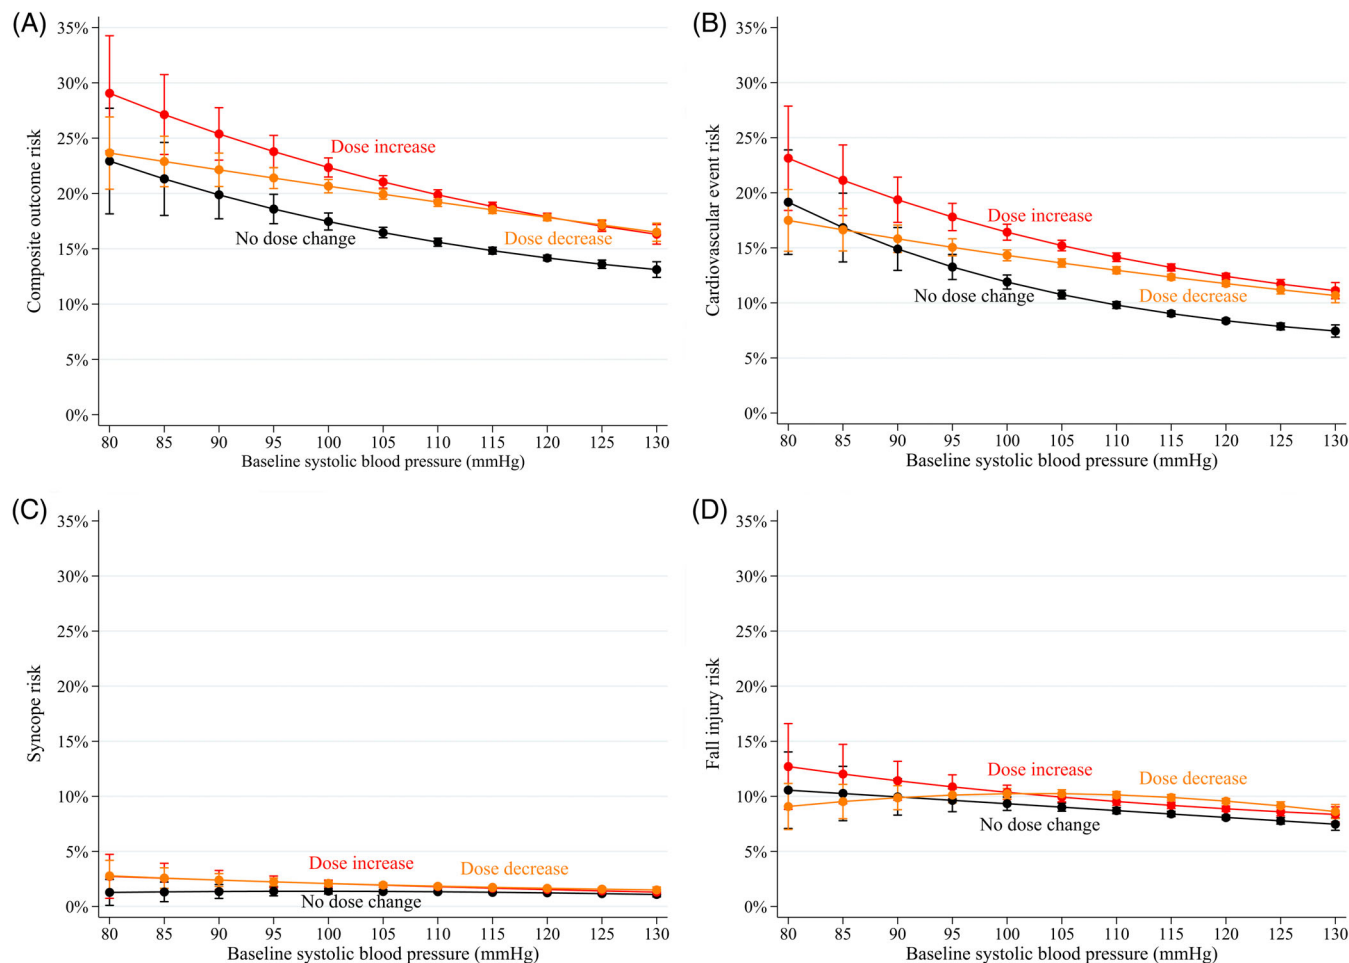 (A)
35%
30%
25%
20%
15%
10%
5%
0%
Composite outcome risk
Dose increase
No dose change
Dose decrease
80 85 90 95 100 105 110 115 120 125 130
Baseline systolic blood pressure (mmHg)
(B)
35%
30%
25%
20%
15%
10%
5%
0%
Cardiovascular event risk
Dose increase
No dose change
Dose decrease
80 85 90 95 100 105 110 115 120 125 130
Baseline systolic blood pressure (mmHg)
(C)
35%
30%
25%
20%
15%
10%
5%
0%
Syncope risk
Dose increase
Dose decrease
No dose change
80 85 90 95 100 105 110 115 120 125 130
Baseline systolic blood pressure (mmHg)
(D)
35%
30%
25%
20%
15%
10%
5%
0%
Fall injury risk
Dose increase
Dose decrease
No dose change
80 85 90 95 100 105 110 115 120 125 130
Baseline systolic blood pressure (mmHg)